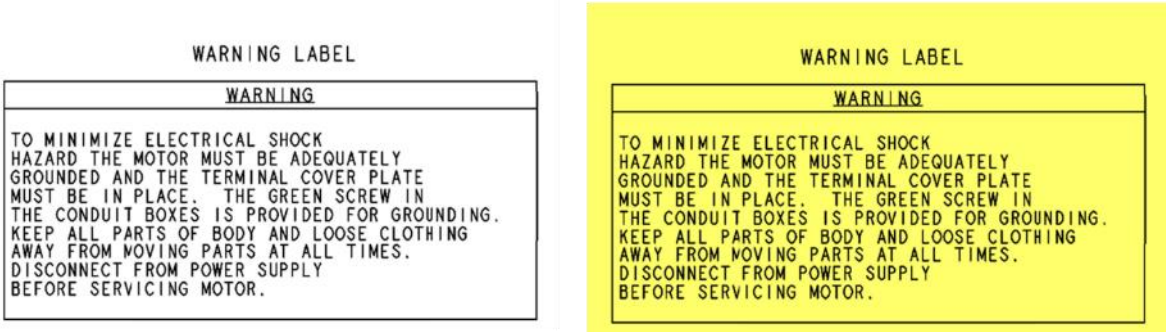 WARNING LABEL
WARNING
TO MINIMIZE ELECTRICAL SHOCK
HAZARD THE MOTOR MUST BE ADEQUATELY
GROUNDED AND THE TERMINAL COVER PLATE
MUST BE IN PLACE. THE GREEN SCREW IN
THE CONDUIT BOXES IS PROVIDED FOR GROUNDING.
KEEP ALL PARTS OF BODY AND LOOSE CLOTHING
AWAY FROM MOVING PARTS AT ALL TIMES.
DISCONNECT FROM POWER SUPPLY
BEFORE SERVICING MOTOR.
WARNING LABEL
WARNING
TO MINIMIZE ELECTRICAL SHOCK
HAZARD THE MOTOR MUST BE ADEQUATELY
GROUNDED AND THE TERMINAL COVER PLATE
MUST BE IN PLACE. THE GREEN SCREW IN
THE CONDUIT BOXES IS PROVIDED FOR GROUNDING.
KEEP ALL PARTS OF BODY AND LOOSE CLOTHING
AWAY FROM MOVING PARTS AT ALL TIMES.
DISCONNECT FROM POWER SUPPLY
BEFORE SERVICING MOTOR.